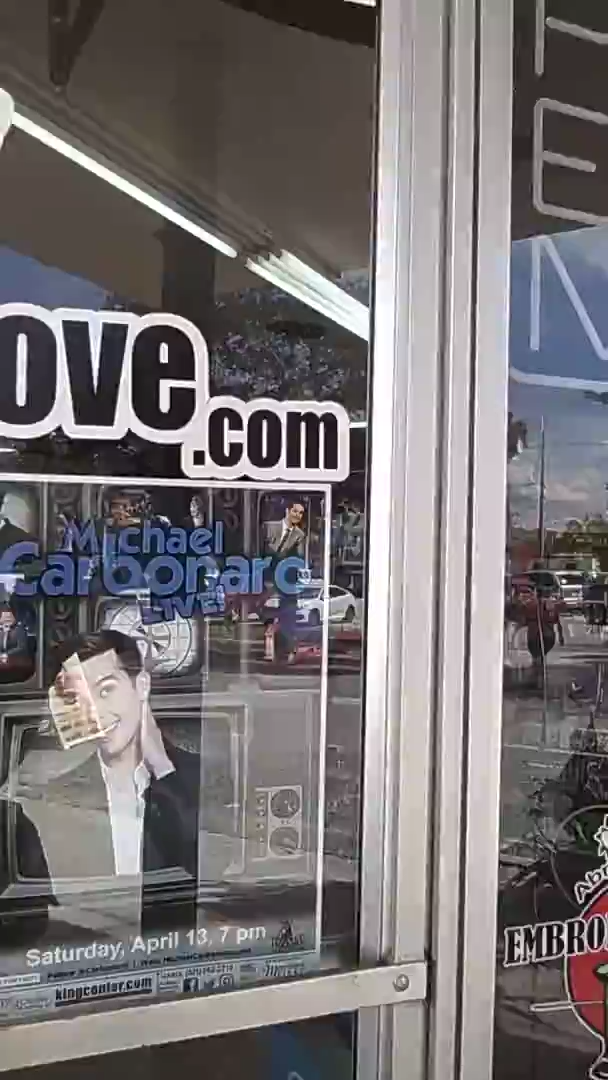 ove.com
Michael
Carbonaro
LIVE!
Saturday, April 13, 7 pm
kingcenter.com
EMBRO
E
N